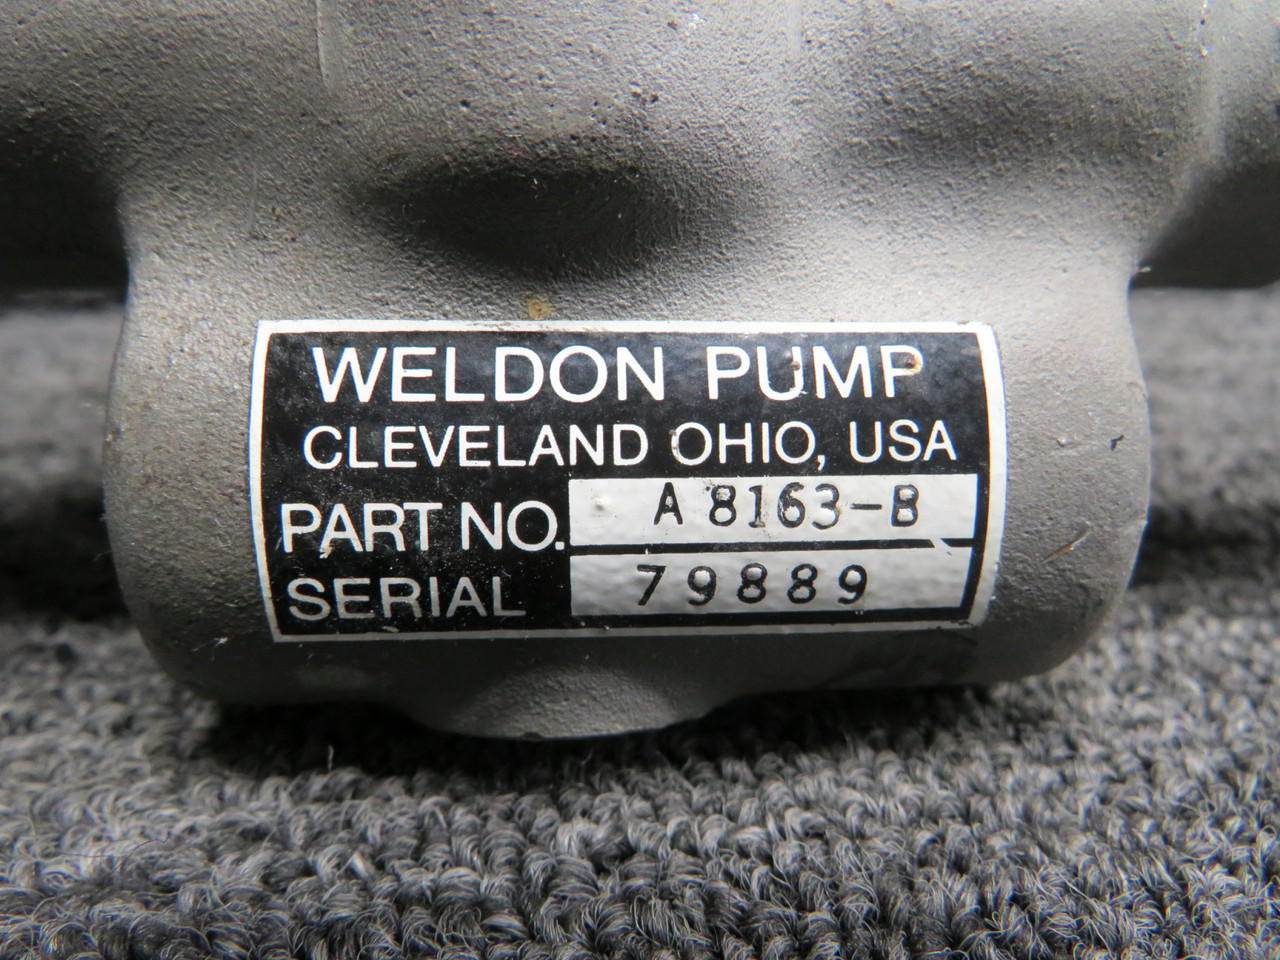 WELDON PUMP
CLEVELAND OHIO, USA
PART NO. A 8163-B
SERIAL 79889